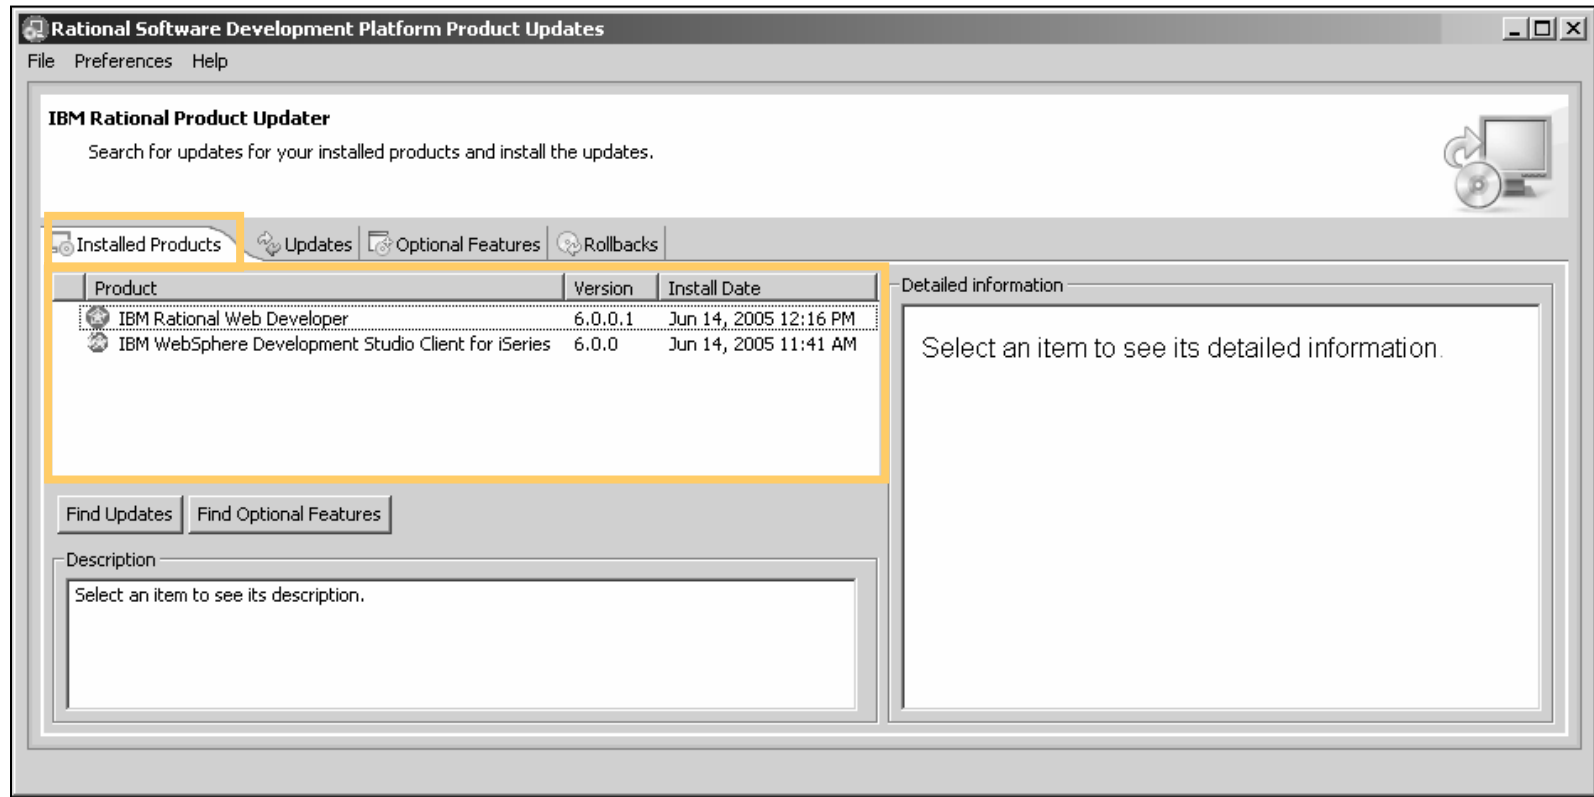 Rational Software Development Platform Product Updates
File Preferences Help
IBM Rational Product Updater
Search for updates for your installed products and install the updates.
Installed Products Updates Optional Features Rollbacks
Product Version Install Date
IBM Rational Web Developer 6.0.0.1 Jun 14, 2005 12:16 PM
IBM WebSphere Development Studio Client for iSeries 6.0.0 Jun 14, 2005 11:41 AM
Detailed information
Select an item to see its detailed information.
Find Updates Find Optional Features
Description
Select an item to see its description.